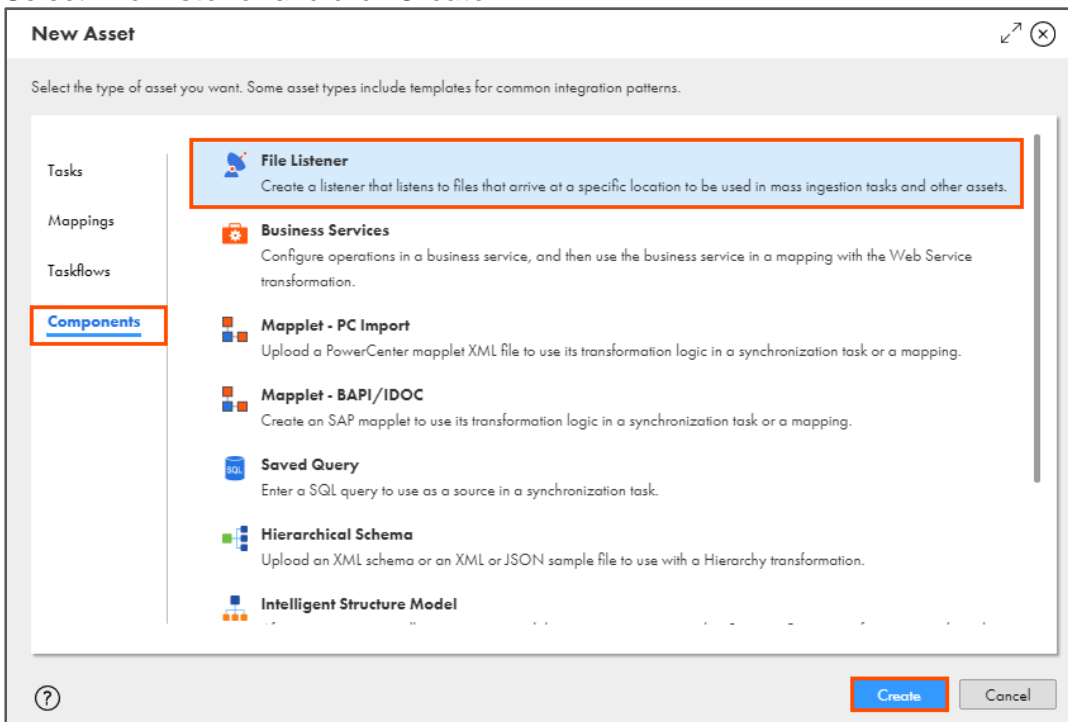 New Asset
Select the type of asset you want. Some asset types include templates for common integration patterns.
Tasks
Mappings
Taskflows
Components
File Listener
Create a listener that listens to files that arrive at a specific location to be used in mass ingestion tasks and other assets.
Business Services
Configure operations in a business service, and then use the business service in a mapping with the Web Service
transformation.
Mapplet - PC Import
Upload a PowerCenter mapplet XML file to use its transformation logic in a synchronization task or a mapping.
Mapplet - BAPI/IDOC
Create an SAP mapplet to use its transformation logic in a synchronization task or a mapping.
SQL
Saved Query
Enter a SQL query to use as a source in a synchronization task.
Hierarchical Schema
Upload an XML schema or an XML or JSON sample file to use with a Hierarchy transformation.
Intelligent Structure Model
?
Create
Cancel